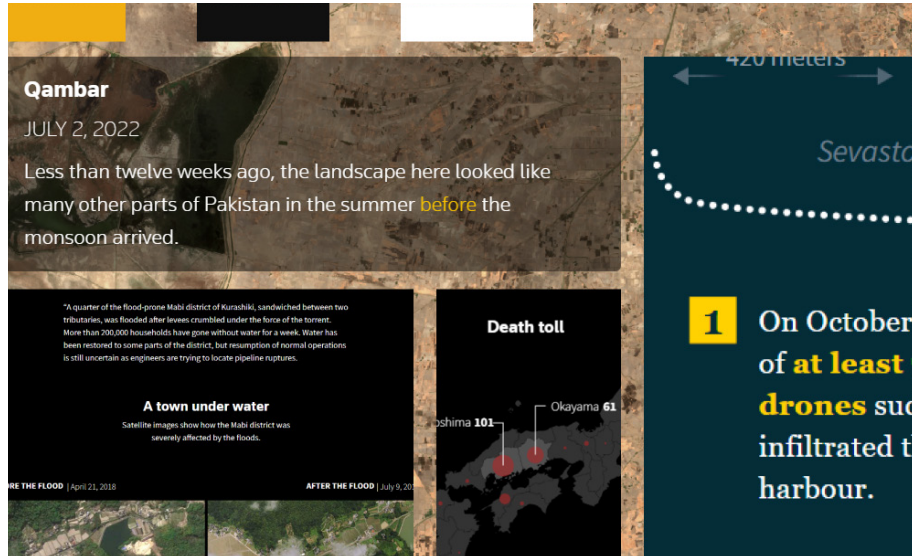 Qambar
JULY 2, 2022
Less than twelve weeks ago, the landscape here looked like
many other parts of Pakistan in the summer before the
monsoon arrived.
"A quarter of the flood-prone Mabi district of Kurashiki, sandwiched between two
tributaries, was flooded after levees crumbled under the force of the torrent.
More than 200,000 households have gone without water for a week. Water has
been restored to some parts of the district, but resumption of normal operations
is still uncertain as engineers are trying to locate pipeline ruptures.
A town under water
Satellite images show how the Mabi district was
severely affected by the floods.
RE THE FLOOD | April 21, 2018
AFTER THE FLOOD | July 9, 20
Death toll
Okayama 61
oshima 101
420 meters
Sevasto
1
On October
of at least
drones suc
infiltrated th
harbour.